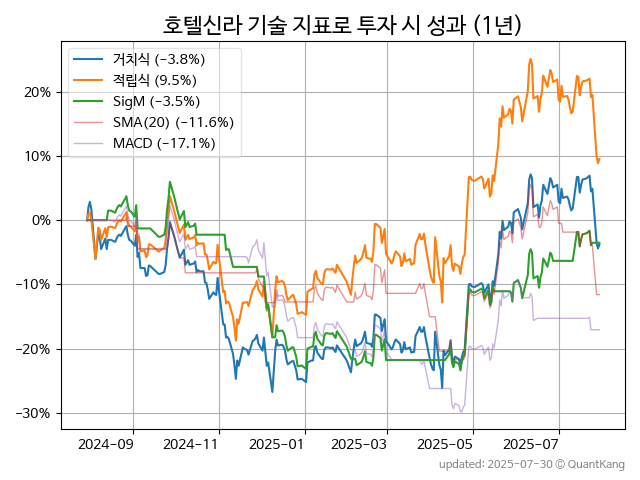 호텔신라 기술 지표로 투자 시 성과 (1년)
거치식 (−3.8%)
적립식 (9.5%)
SigM (−3.5%)
SMA(20) (−11.6%)
MACD (−17.1%)
20%
10%
0%
−10%
−20%
−30%
2024-09 2024-11 2025-01 2025-03 2025-05 2025-07
updated: 2025-07-30 © QuantKang